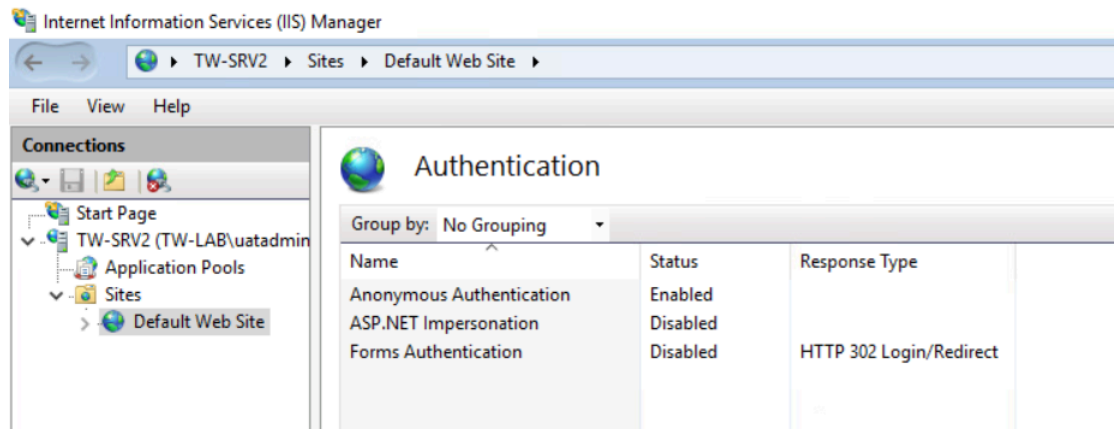 Internet Information Services (IIS) Manager
TW-SRV2 Sites Default Web Site
File View Help
Connections
Start Page
TW-SRV2 (TW-LAB\uatadmin
Application Pools
Sites
Default Web Site
Authentication
Group by: No Grouping
Name Status Response Type
Anonymous Authentication Enabled
ASP.NET Impersonation Disabled
Forms Authentication Disabled HTTP 302 Login/Redirect